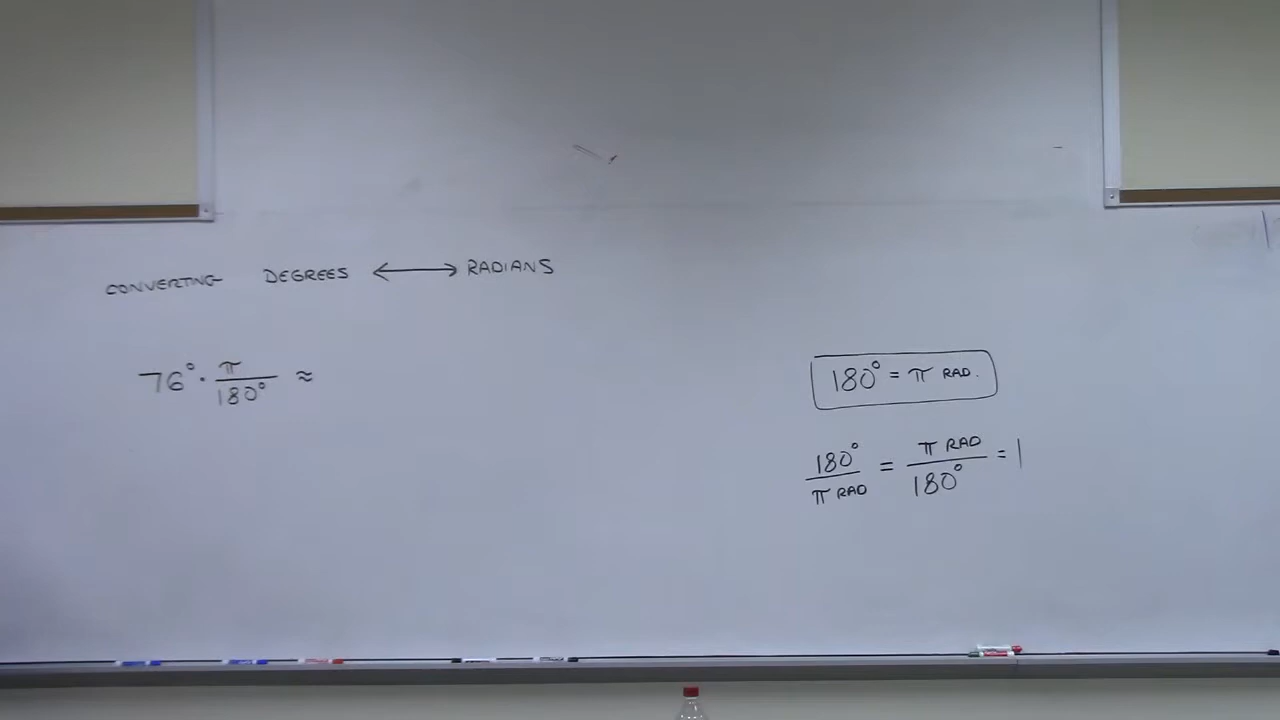 CONVERTING DEGREES ⟷ RADIANS
76° · π/180° ≈
180° = π RAD.
180°/π RAD = π RAD/180° = 1